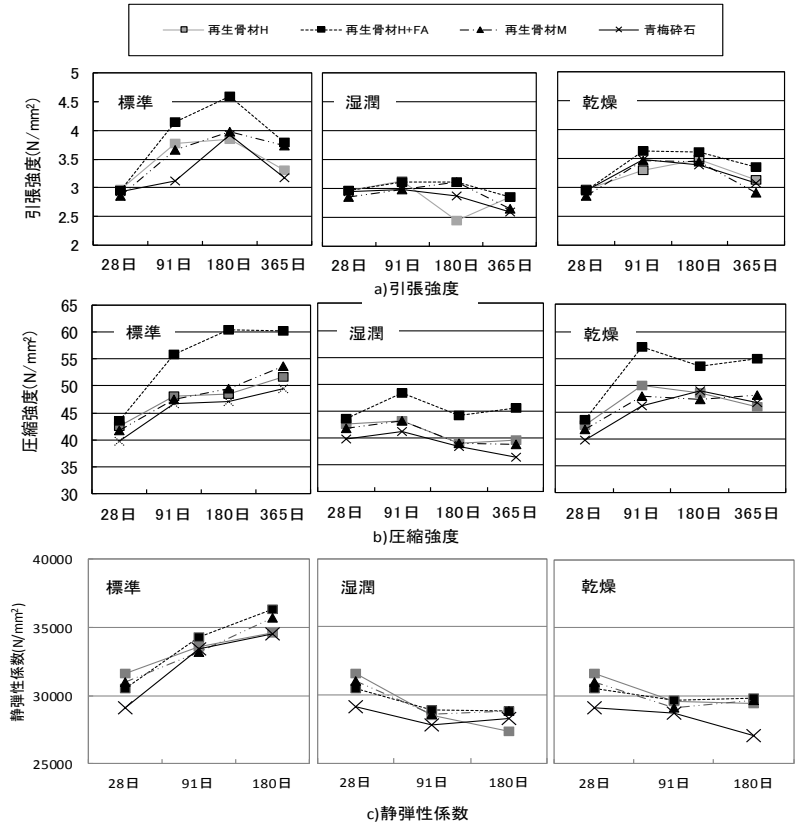 再生骨材H 再生骨材H+FA 再生骨材M 青梅砕石
引張強度(N/mm²)
5
4.5
4
3.5
3
2.5
2
標準 湿潤 乾燥
28日 91日 180日 365日 28日 91日 180日 365日 28日 91日 180日 365日
a)引張強度
圧縮強度(N/mm²)
65
60
55
50
45
40
35
30
標準 湿潤 乾燥
28日 91日 180日 365日 28日 91日 180日 365日 28日 91日 180日 365日
b)圧縮強度
静弾性係数(N/mm²)
40000
35000
30000
25000
標準 湿潤 乾燥
28日 91日 180日 28日 91日 180日 28日 91日 180日
c)静弾性係数